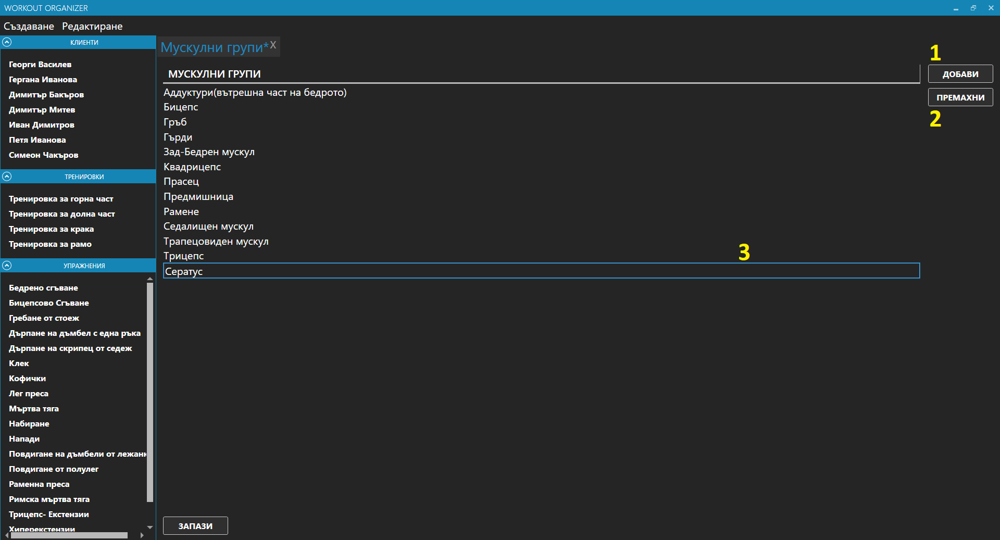 WORKOUT ORGANIZER
Създаване Редактиране
КЛИЕНТИ
Георги Василев
Гергана Иванова
Димитър Бакъров
Димитър Митев
Иван Димитров
Петя Иванова
Симеон Чакъров
ТРЕНИРОВКИ
Тренировка за горна част
Тренировка за долна част
Тренировка за крака
Тренировка за рамо
УПРАЖНЕНИЯ
Бедрено сгъване
Бицепсово Сгъване
Гребане от стоеж
Дърпане на дъмбел с една ръка
Дърпане на скрипец от седеж
Клек
Кофички
Лег преса
Мъртва тяга
Набиране
Напади
Повдигане на дъмбели от лежанк
Повдигане от полулег
Раменна преса
Римска мъртва тяга
Трицепс- Екстензии
Хиперекстензии
Мускулни групи* X
МУСКУЛНИ ГРУПИ
Аддуктури(вътрешна част на бедрото)
Бицепс
Гръб
Гърди
Зад-Бедрен мускул
Квадрицепс
Прасец
Предмишница
Рамене
Седалищен мускул
Трапецовиден мускул
Трицепс
3
Сератус
ЗАПАЗИ
1
ДОБАВИ
ПРЕМАХНИ
2